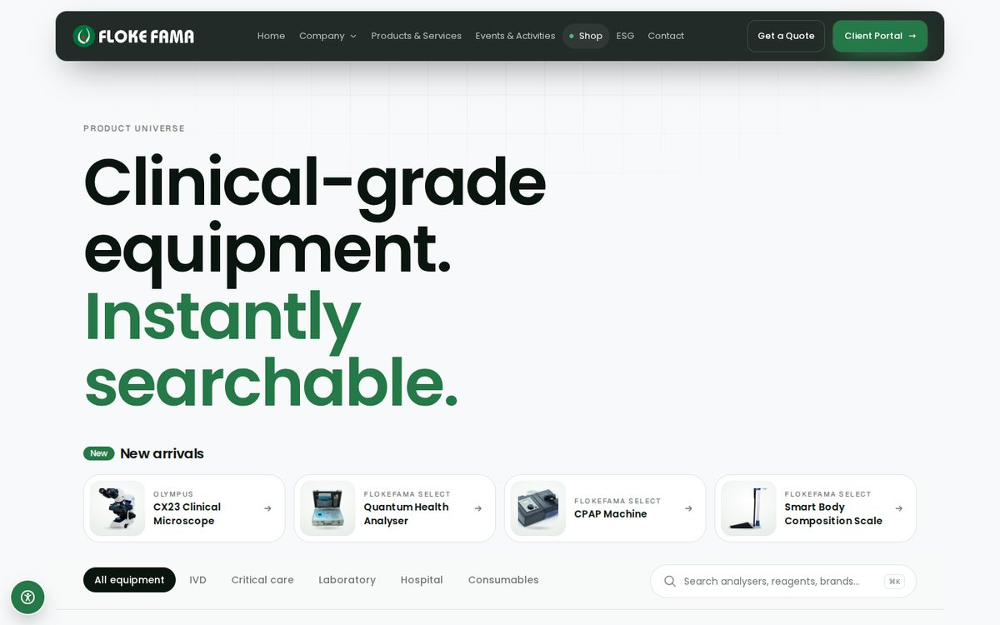 FLOKE FAMA
Home Company Products & Services Events & Activities Shop ESG Contact Get a Quote Client Portal →
PRODUCT UNIVERSE
Clinical-grade
equipment.
Instantly
searchable.
New New arrivals
OLYMPUS
CX23 Clinical
Microscope
→
FLOKEFAMA SELECT
Quantum Health
Analyser
→
FLOKEFAMA SELECT
CPAP Machine
→
FLOKEFAMA SELECT
Smart Body
Composition Scale
→
All equipment IVD Critical care Laboratory Hospital Consumables Search analysers, reagents, brands... ⌘K